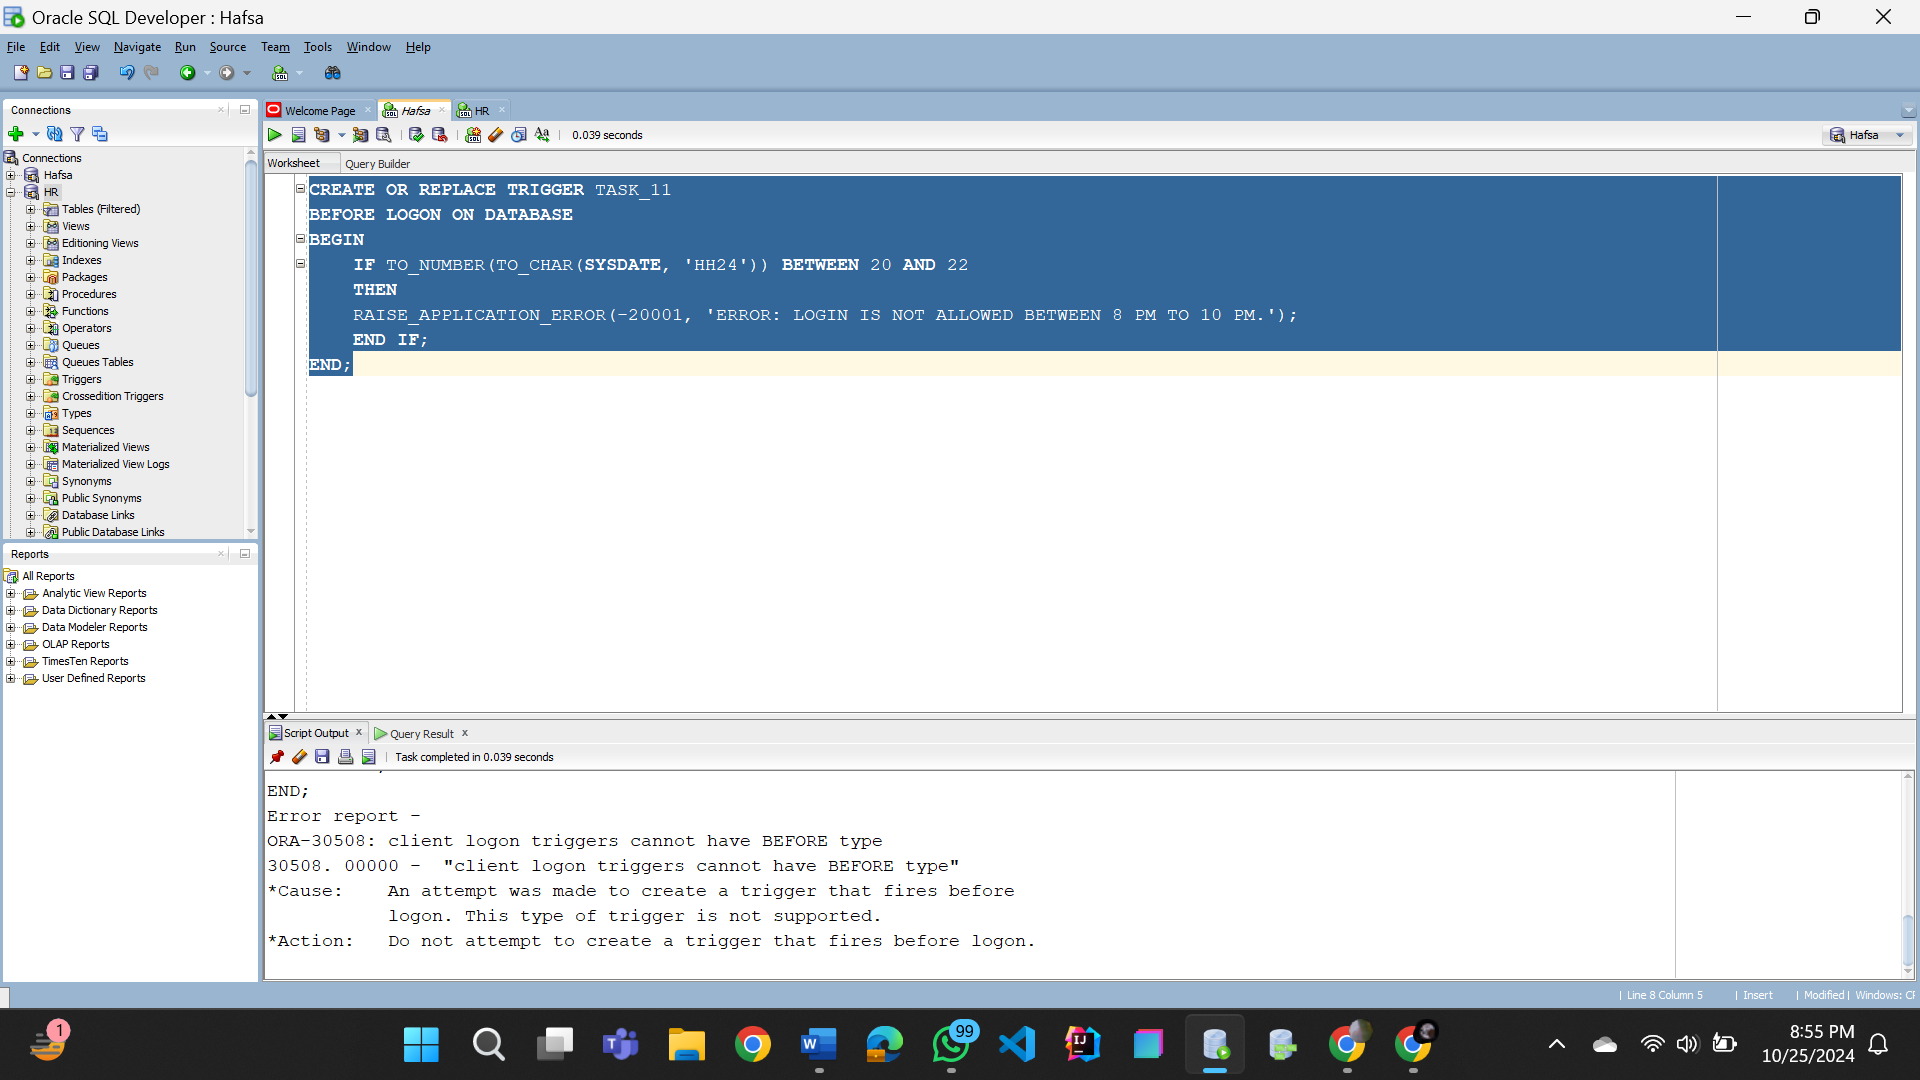 Oracle SQL Developer : Hafsa
File Edit View Navigate Run Source Team Tools Window Help
Connections
Connections
Hafsa
HR
Tables (Filtered)
Views
Editioning Views
Indexes
Packages
Procedures
Functions
Operators
Queues
Queues Tables
Triggers
Crossedition Triggers
Types
Sequences
Materialized Views
Materialized View Logs
Synonyms
Public Synonyms
Database Links
Public Database Links
Reports
All Reports
Analytic View Reports
Data Dictionary Reports
Data Modeler Reports
OLAP Reports
TimesTen Reports
User Defined Reports
Welcome Page Hafsa HR
0.039 seconds
Hafsa
Worksheet Query Builder
CREATE OR REPLACE TRIGGER TASK_11
BEFORE LOGON ON DATABASE
BEGIN
IF TO_NUMBER(TO_CHAR(SYSDATE, 'HH24')) BETWEEN 20 AND 22
THEN
RAISE_APPLICATION_ERROR(-20001, 'ERROR: LOGIN IS NOT ALLOWED BETWEEN 8 PM TO 10 PM.');
END IF;
END;
Script Output Query Result
Task completed in 0.039 seconds
END;
Error report -
ORA-30508: client logon triggers cannot have BEFORE type
30508. 00000 - "client logon triggers cannot have BEFORE type"
*Cause: An attempt was made to create a trigger that fires before
logon. This type of trigger is not supported.
*Action: Do not attempt to create a trigger that fires before logon.
Line 8 Column 5 Insert Modified Windows: CF
1
99
8:55 PM
10/25/2024